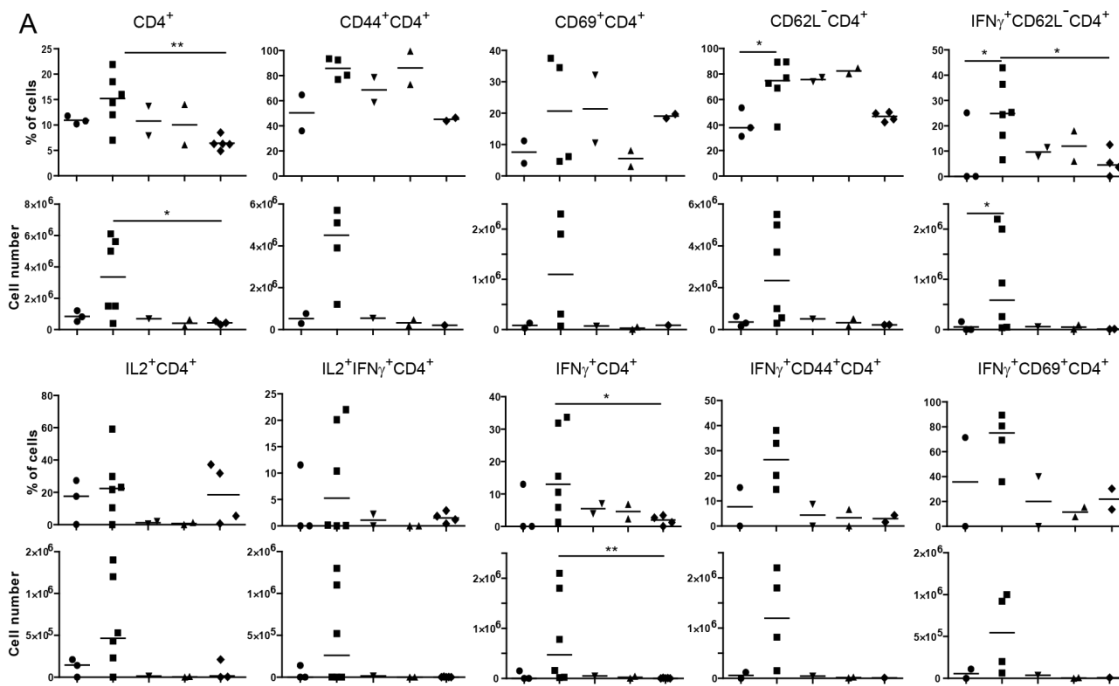 A
CD4⁺ CD44⁺CD4⁺ CD69⁺CD4⁺ CD62L⁻CD4⁺ IFNγ⁺CD62L⁻CD4⁺
% of cells
25 20 15 10 5 0 **
100 80 60 40 20 0
40 30 20 10 0
100 80 60 40 20 0 *
50 40 30 20 10 0 * *
Cell number
8×10⁶ 6×10⁶ 4×10⁶ 2×10⁶ 0 *
6×10⁶ 4×10⁶ 2×10⁶ 0
2×10⁶ 1×10⁶ 0
6×10⁶ 4×10⁶ 2×10⁶ 0
2×10⁶ 1×10⁶ 0 *
IL2⁺CD4⁺ IL2⁺IFNγ⁺CD4⁺ IFNγ⁺CD4⁺ IFNγ⁺CD44⁺CD4⁺ IFNγ⁺CD69⁺CD4⁺
% of cells
80 60 40 20 0
25 20 15 10 5 0
40 30 20 10 0 *
50 40 30 20 10 0
100 80 60 40 20 0
Cell number
2×10⁶ 1×10⁶ 5×10⁵ 0
2×10⁶ 1×10⁶ 5×10⁵ 0
2×10⁶ 1×10⁶ 0 **
2×10⁶ 1×10⁶ 0
2×10⁶ 1×10⁶ 5×10⁵ 0